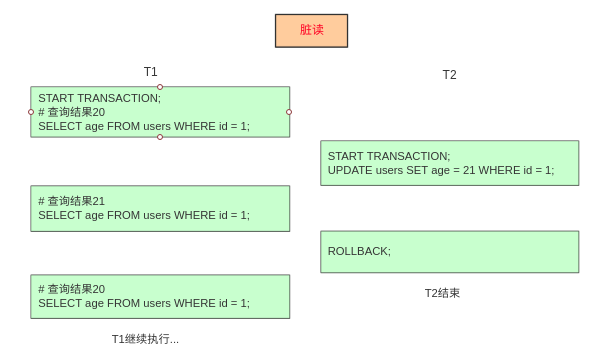 脏读
T1
T2
START TRANSACTION;
# 查询结果20
SELECT age FROM users WHERE id = 1;
START TRANSACTION;
UPDATE users SET age = 21 WHERE id = 1;
# 查询结果21
SELECT age FROM users WHERE id = 1;
ROLLBACK;
# 查询结果20
SELECT age FROM users WHERE id = 1;
T2结束
T1继续执行...